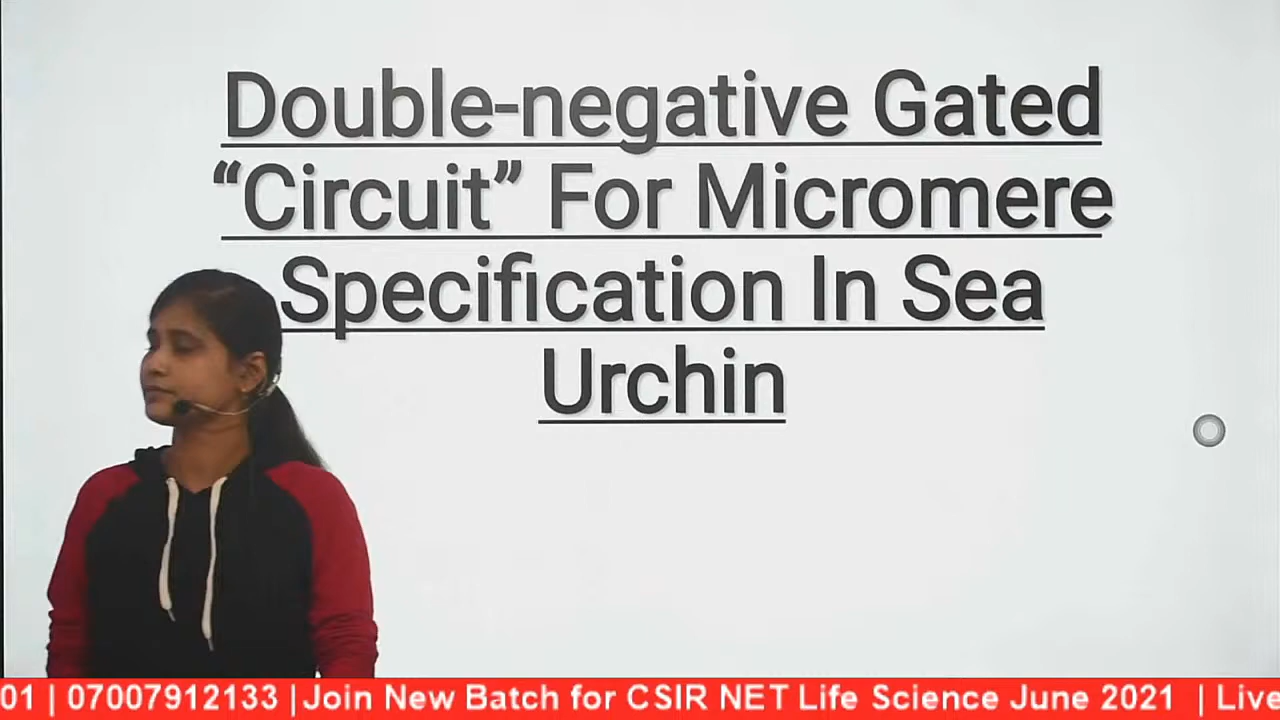 Double-negative Gated
“Circuit” For Micromere
Specification In Sea
Urchin
01 | 07007912133 |Join New Batch for CSIR NET Life Science June 2021 | Live